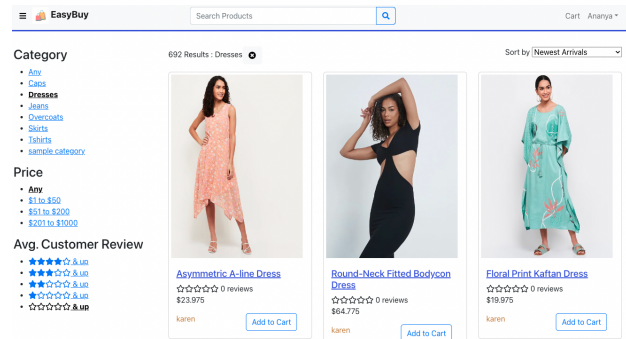 ☰ EasyBuy
Search Products
Cart Ananya
Category
Any
Caps
Dresses
Jeans
Overcoats
Skirts
Tshirts
sample category
Price
Any
$1 to $50
$51 to $200
$201 to $1000
Avg. Customer Review
★★★★☆ & up
★★★☆☆ & up
★★☆☆☆ & up
★☆☆☆☆ & up
☆☆☆☆☆ & up
692 Results : Dresses
Sort by Newest Arrivals
Asymmetric A-line Dress
☆☆☆☆☆ 0 reviews
$23.975
karen
Add to Cart
Round-Neck Fitted Bodycon
Dress
☆☆☆☆☆ 0 reviews
$64.775
karen
Add to Cart
Floral Print Kaftan Dress
☆☆☆☆☆ 0 reviews
$19.975
karen
Add to Cart